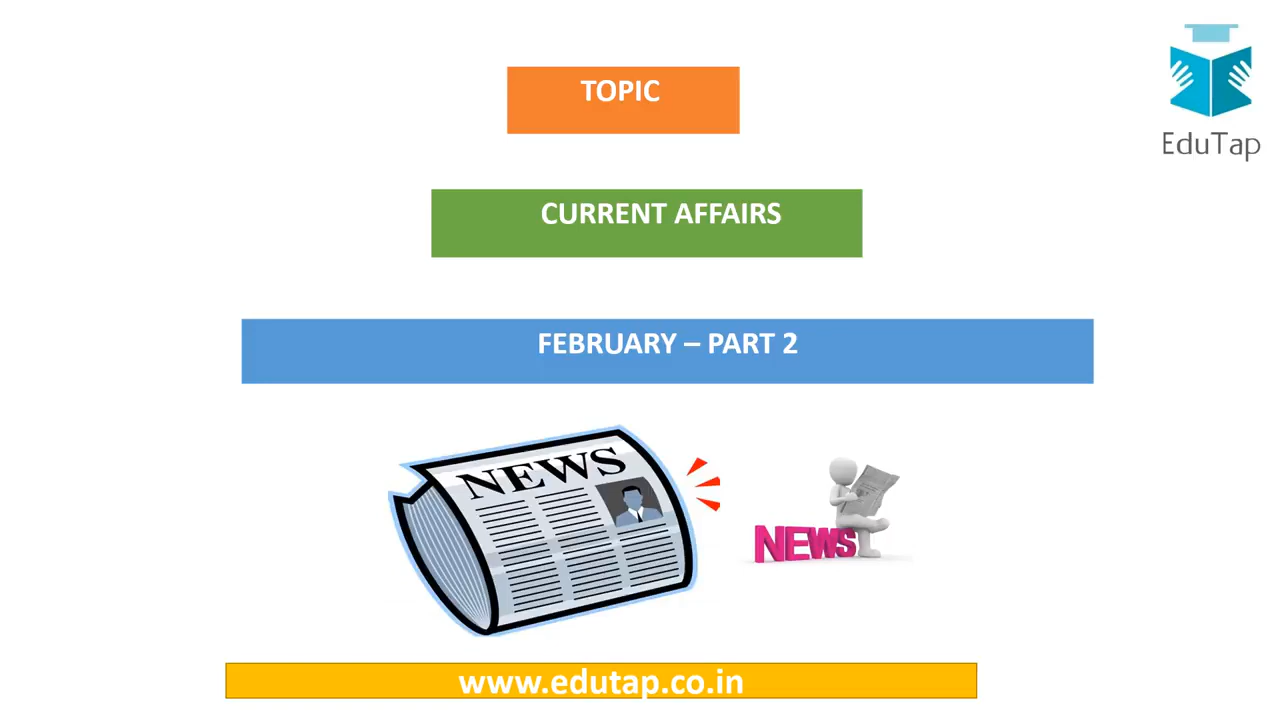 TOPIC
EduTap
CURRENT AFFAIRS
FEBRUARY – PART 2
NEWS
NEWS
www.edutap.co.in